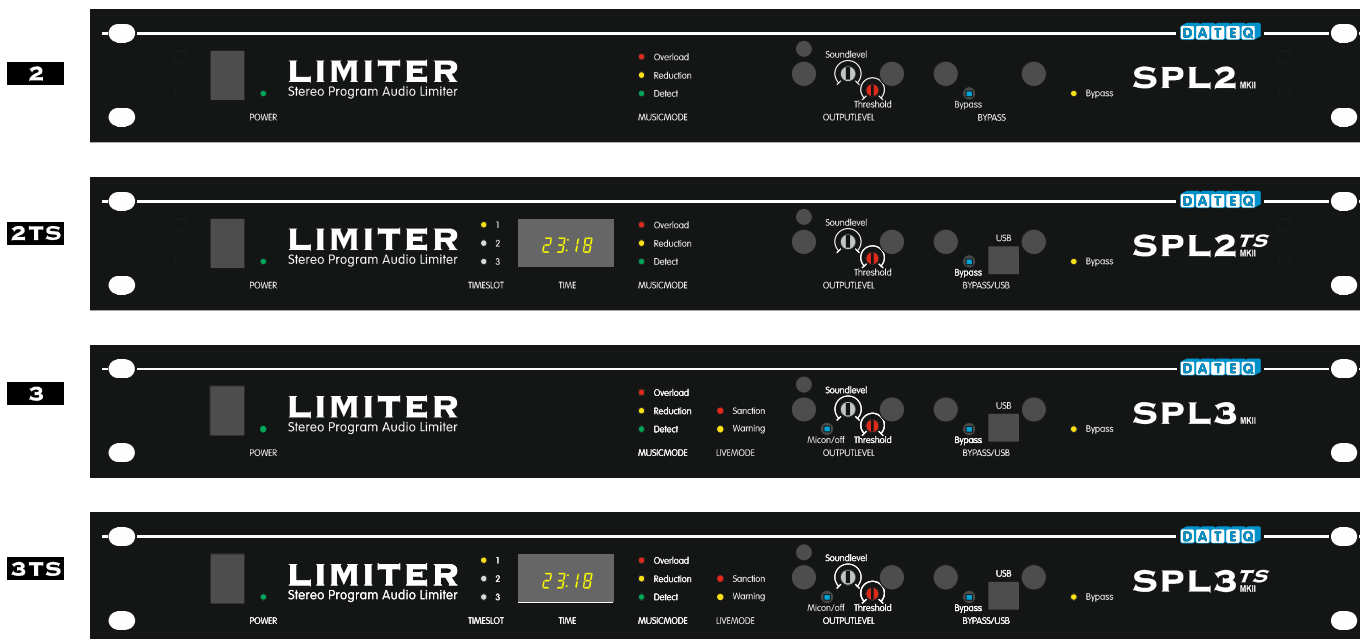 2
DATEQ
LIMITER
Stereo Program Audio Limiter
POWER
Overload
Reduction
Detect
MUSICMODE
Soundlevel
Threshold
OUTPUTLEVEL
Bypass
BYPASS
Bypass
SPL2 MKII
2TS
DATEQ
LIMITER
Stereo Program Audio Limiter
POWER
1
2
3
TIMESLOT
23:18
TIME
Overload
Reduction
Detect
MUSICMODE
Soundlevel
Threshold
OUTPUTLEVEL
USB
Bypass
BYPASS/USB
Bypass
SPL2TS MKII
3
DATEQ
LIMITER
Stereo Program Audio Limiter
POWER
Overload
Reduction
Detect
MUSICMODE
Sanction
Warning
LIVEMODE
Soundlevel
Micon/off
Threshold
OUTPUTLEVEL
USB
Bypass
BYPASS/USB
Bypass
SPL3 MKII
3TS
DATEQ
LIMITER
Stereo Program Audio Limiter
POWER
1
2
3
TIMESLOT
23:18
TIME
Overload
Reduction
Detect
MUSICMODE
Sanction
Warning
LIVEMODE
Soundlevel
Micon/off
Threshold
OUTPUTLEVEL
USB
Bypass
BYPASS/USB
Bypass
SPL3TS MKII